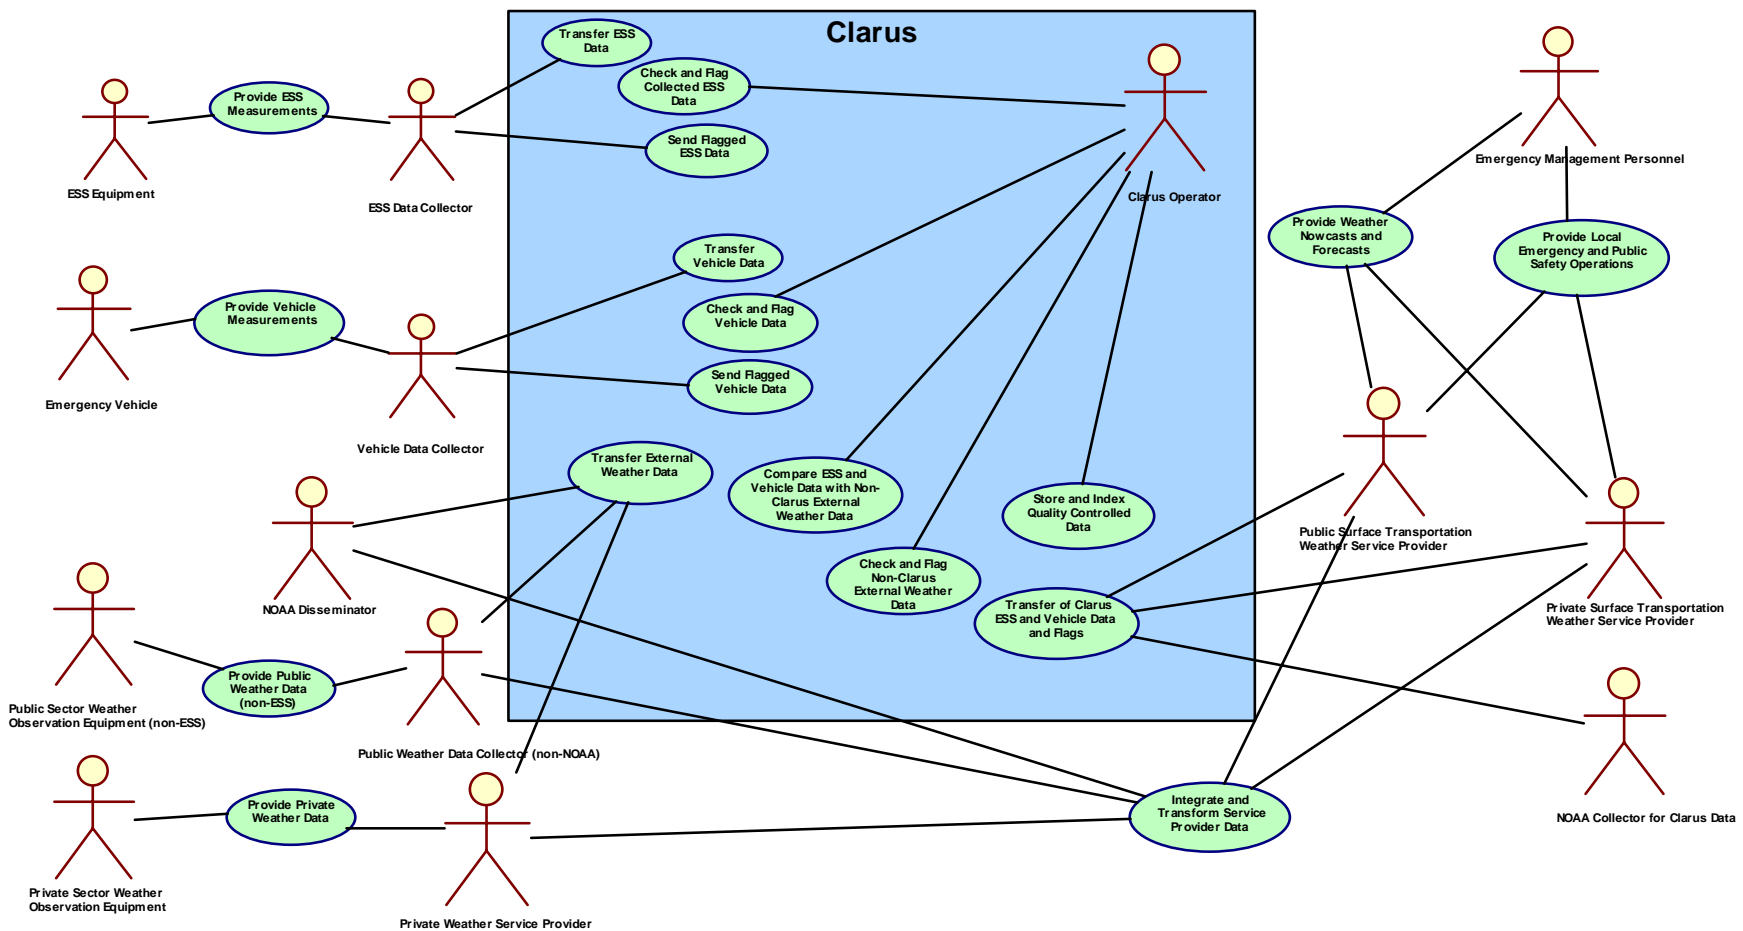 Clarus
Transfer ESS
Data
Check and Flag
Collected ESS
Data
Provide ESS
Measurements
Send Flagged
ESS Data
ESS Equipment
ESS Data Collector
Clarus Operator
Emergency Management Personnel
Provide Weather
Nowcasts and
Forecasts
Provide Local
Emergency and Public
Safety Operations
Transfer
Vehicle Data
Provide Vehicle
Measurements
Check and Flag
Vehicle Data
Send Flagged
Vehicle Data
Emergency Vehicle
Vehicle Data Collector
Transfer External
Weather Data
Compare ESS and
Vehicle Data with Non-
Clarus External
Weather Data
Store and Index
Quality Controlled
Data
Public Surface Transportation
Weather Service Provider
Check and Flag
Non-Clarus
External Weather
Data
NOAA Disseminator
Transfer of Clarus
ESS and Vehicle Data
and Flags
Private Surface Transportation
Weather Service Provider
Provide Public
Weather Data
(non-ESS)
Public Sector Weather
Observation Equipment (non-ESS)
Public Weather Data Collector (non-NOAA)
Provide Private
Weather Data
Integrate and
Transform Service
Provider Data
NOAA Collector for Clarus Data
Private Sector Weather
Observation Equipment
Private Weather Service Provider